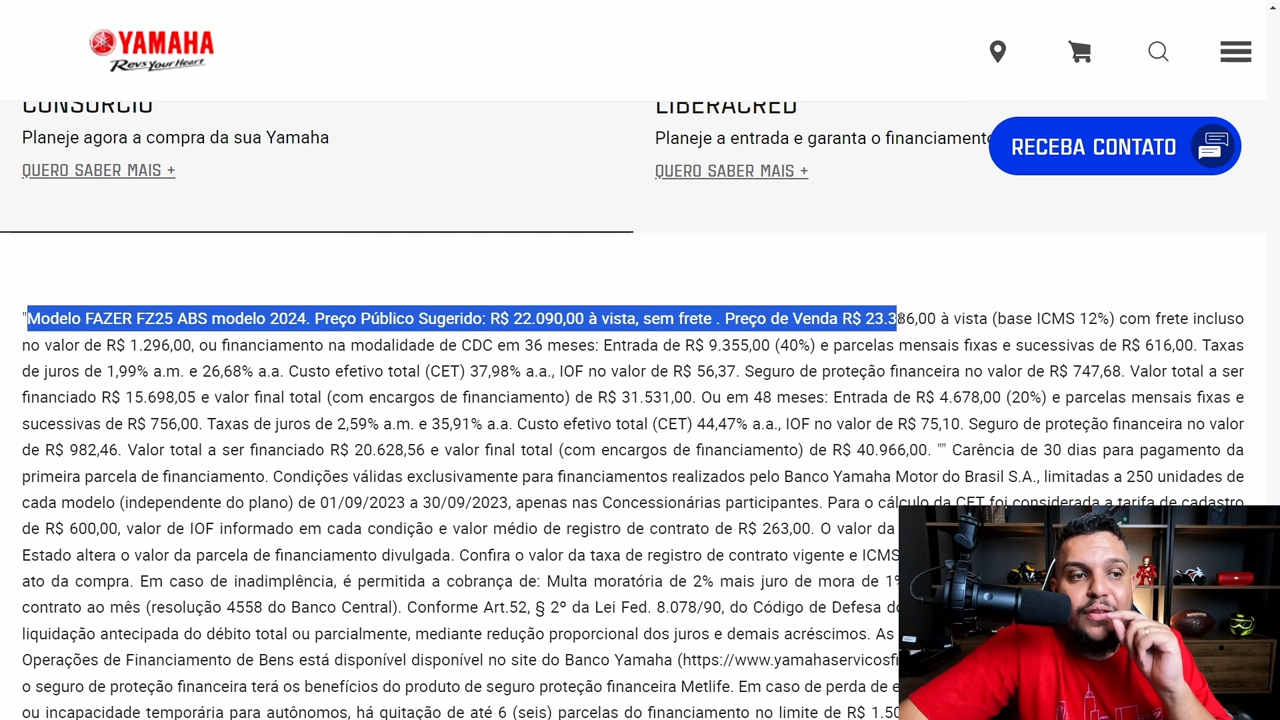 YAMAHA
Revs Your Heart
CONSÓRCIO
Planeje agora a compra da sua Yamaha
QUERO SABER MAIS +
LIBERACRED
Planeje a entrada e garanta o financiamento
QUERO SABER MAIS +
RECEBA CONTATO
"Modelo FAZER FZ25 ABS modelo 2024. Preço Público Sugerido: R$ 22.090,00 à vista, sem frete . Preço de Venda R$ 23.386,00 à vista (base ICMS 12%) com frete incluso
no valor de R$ 1.296,00, ou financiamento na modalidade de CDC em 36 meses: Entrada de R$ 9.355,00 (40%) e parcelas mensais fixas e sucessivas de R$ 616,00. Taxas
de juros de 1,99% a.m. e 26,68% a.a. Custo efetivo total (CET) 37,98% a.a., IOF no valor de R$ 56,37. Seguro de proteção financeira no valor de R$ 747,68. Valor total a ser
financiado R$ 15.698,05 e valor final total (com encargos de financiamento) de R$ 31.531,00. Ou em 48 meses: Entrada de R$ 4.678,00 (20%) e parcelas mensais fixas e
sucessivas de R$ 756,00. Taxas de juros de 2,59% a.m. e 35,91% a.a. Custo efetivo total (CET) 44,47% a.a., IOF no valor de R$ 75,10. Seguro de proteção financeira no valor
de R$ 982,46. Valor total a ser financiado R$ 20.628,56 e valor final total (com encargos de financiamento) de R$ 40.966,00. "" Carência de 30 dias para pagamento da
primeira parcela de financiamento. Condições válidas exclusivamente para financiamentos realizados pelo Banco Yamaha Motor do Brasil S.A., limitadas a 250 unidades de
cada modelo (independente do plano) de 01/09/2023 a 30/09/2023, apenas nas Concessionárias participantes. Para o cálculo da CET foi considerada a tarifa de cadastro
de R$ 600,00, valor de IOF informado em cada condição e valor médio de registro de contrato de R$ 263,00. O valor da
Estado altera o valor da parcela de financiamento divulgada. Confira o valor da taxa de registro de contrato vigente e ICMS
ato da compra. Em caso de inadimplência, é permitida a cobrança de: Multa moratória de 2% mais juro de mora de 1%
contrato ao mês (resolução 4558 do Banco Central). Conforme Art.52, § 2º da Lei Fed. 8.078/90, do Código de Defesa do
liquidação antecipada do débito total ou parcialmente, mediante redução proporcional dos juros e demais acréscimos. As
Operações de Financiamento de Bens está disponível disponível no site do Banco Yamaha (https://www.yamahaservicosfi
o seguro de proteção financeira terá os benefícios do produto de seguro proteção financeira Metlife. Em caso de perda de e
ou incapacidade temporária para autônomos, há quitação de até 6 (seis) parcelas do financiamento no limite de R$ 1.50